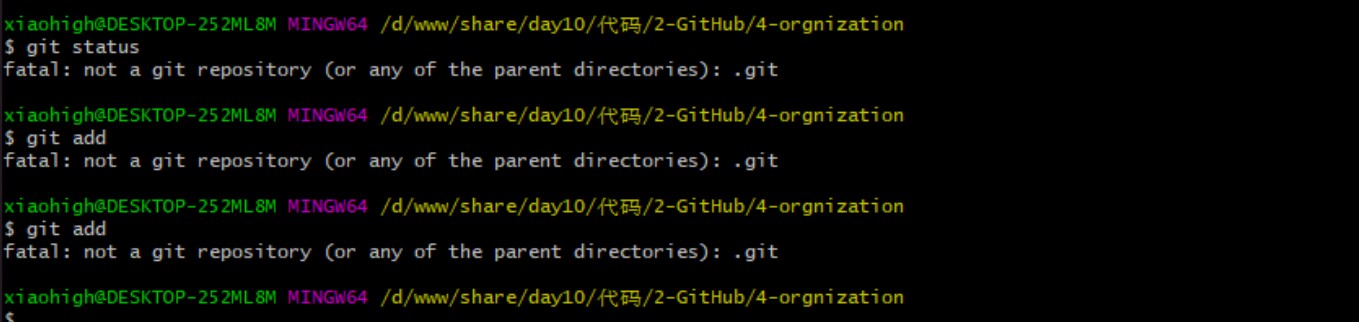 xiaohigh@DESKTOP-252ML8M MINGW64 /d/www/share/day10/代码/2-GitHub/4-orgnization
$ git status
fatal: not a git repository (or any of the parent directories): .git
xiaohigh@DESKTOP-252ML8M MINGW64 /d/www/share/day10/代码/2-GitHub/4-orgnization
$ git add
fatal: not a git repository (or any of the parent directories): .git
xiaohigh@DESKTOP-252ML8M MINGW64 /d/www/share/day10/代码/2-GitHub/4-orgnization
$ git add
fatal: not a git repository (or any of the parent directories): .git
xiaohigh@DESKTOP-252ML8M MINGW64 /d/www/share/day10/代码/2-GitHub/4-orgnization
$